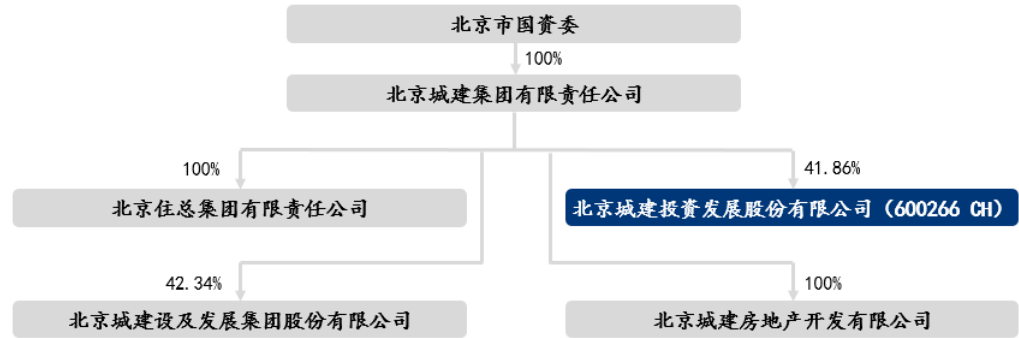 北京市国资委
100%
北京城建集团有限责任公司
100%
41.86%
北京住总集团有限责任公司
北京城建投资发展股份有限公司（600266 CH）
42.34%
100%
北京城建设及发展集团股份有限公司
北京城建房地产开发有限公司